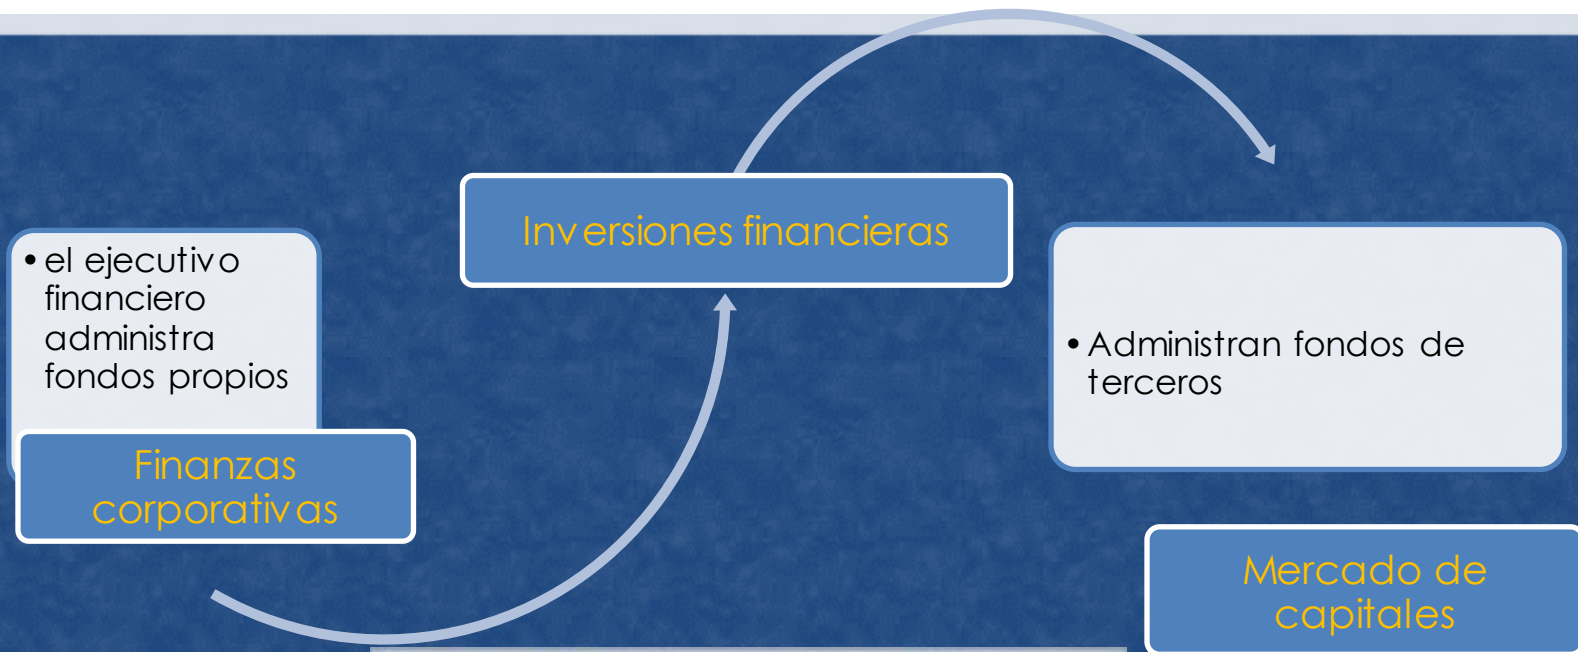 • el ejecutivo
financiero
administra
fondos propios
Finanzas
corporativas
Inversiones financieras
• Administran fondos de
terceros
Mercado de
capitales